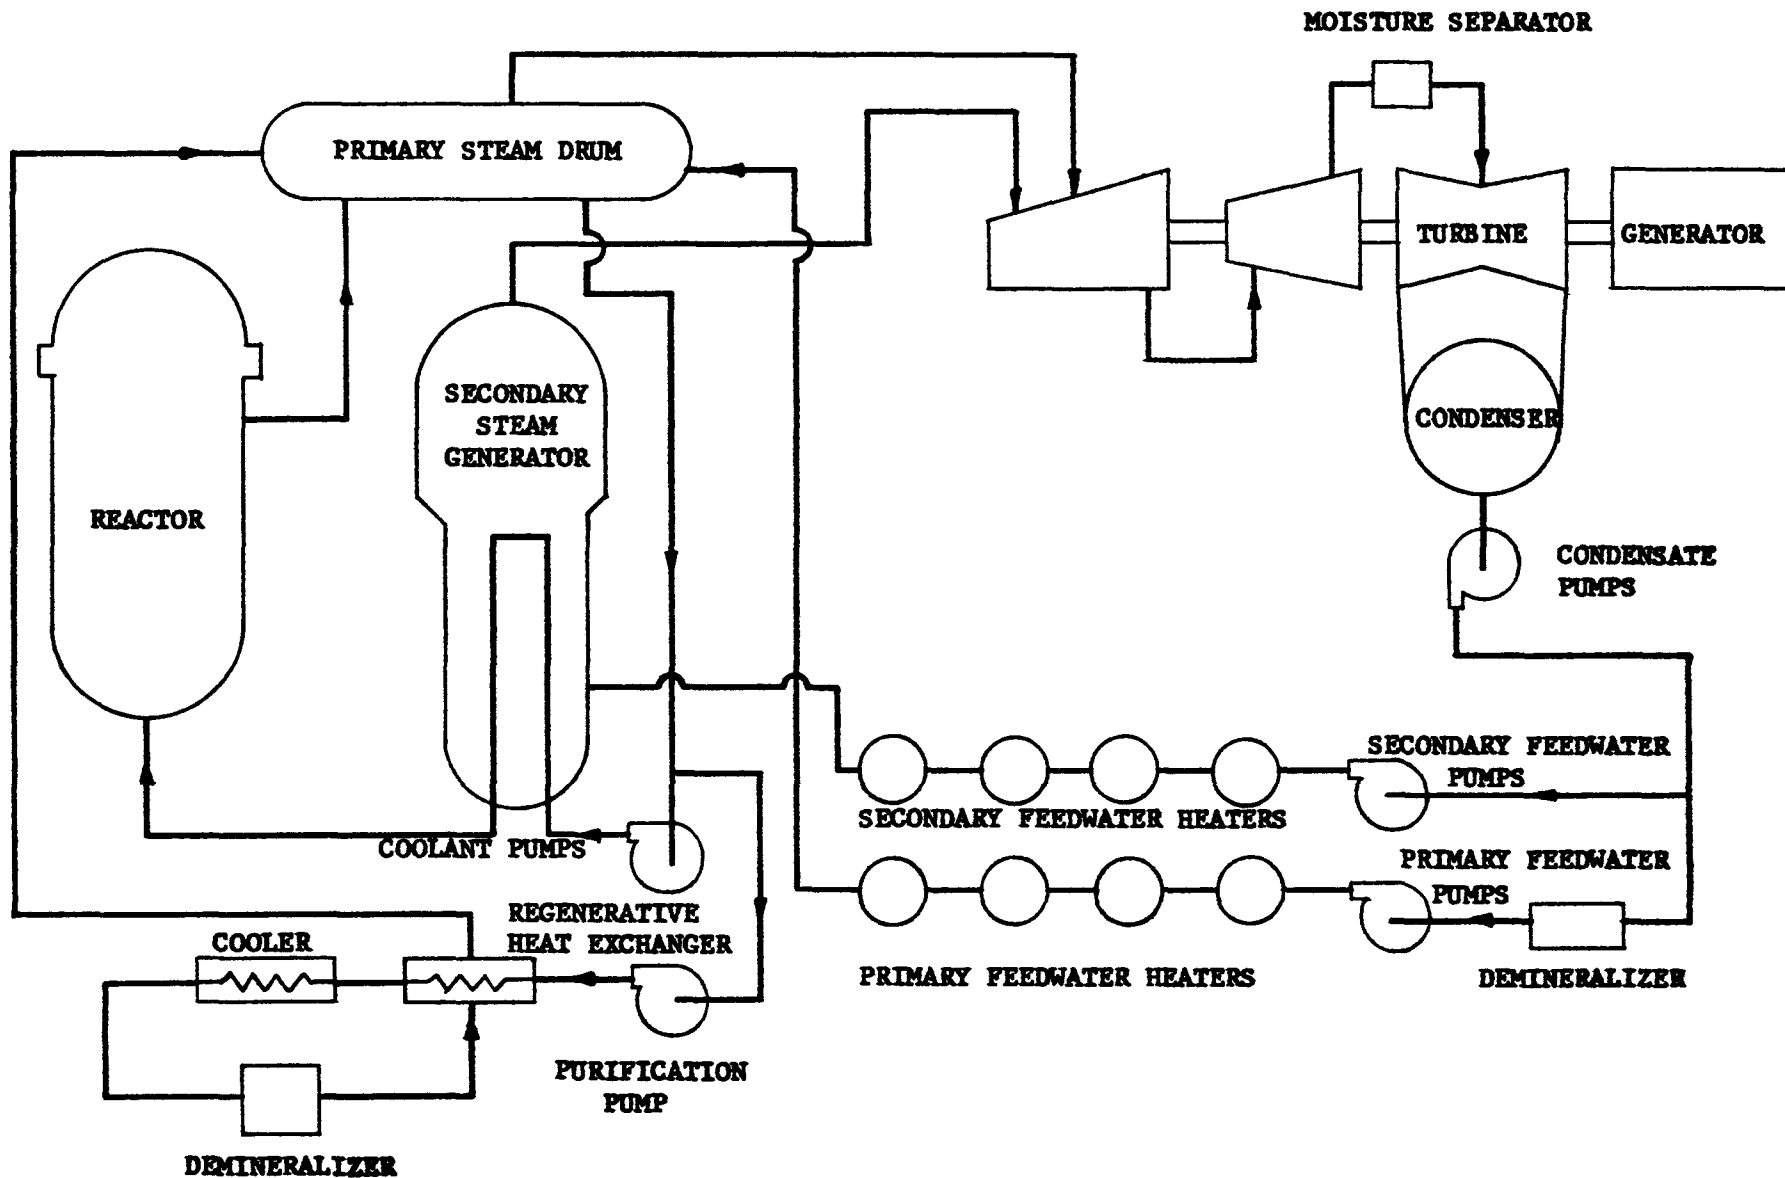 MOISTURE SEPARATOR
PRIMARY STEAM DRUM
TURBINE
GENERATOR
SECONDARY
STEAM
GENERATOR
CONDENSER
REACTOR
CONDENSATE
PUMPS
SECONDARY FEEDWATER
PUMPS
SECONDARY FEEDWATER HEATERS
COOLANT PUMPS
PRIMARY FEEDWATER
PUMPS
REGENERATIVE
HEAT EXCHANGER
COOLER
PRIMARY FEEDWATER HEATERS
DEMINERALIZER
PURIFICATION
PUMP
DEMINERALIZER